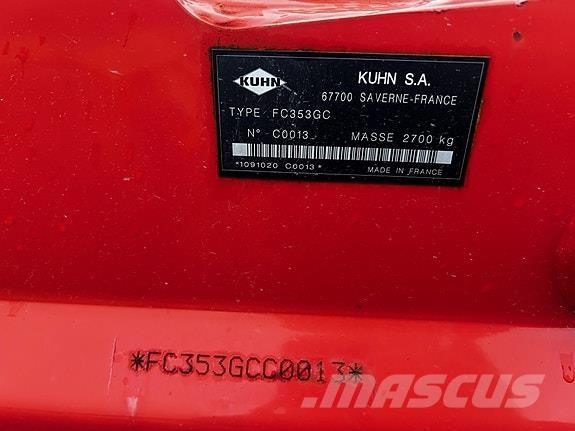 KUHN
KUHN S.A.
67700 SAVERNE-FRANCE
TYPE FC353GC
N° C0013
MASSE 2700 kg
*1091020 C0013*
MADE IN FRANCE
*FC353GCC0013*
MASCUS